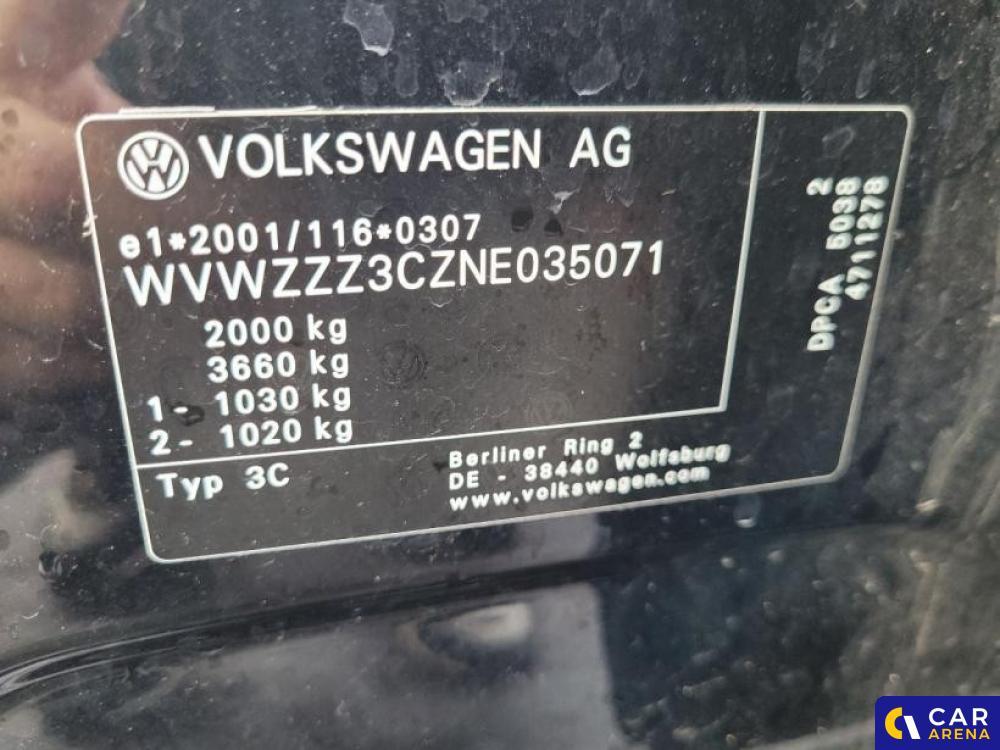 VOLKSWAGEN AG
e1*2001/116*0307
WVWZZZ3CZNE035071
2000 kg
3660 kg
1- 1030 kg
2- 1020 kg
Typ 3C
Berliner Ring 2
DE - 38440 Wolfsburg
www.volkswagen.com
DPCA 5038 2
4711278
CAR
ARENA